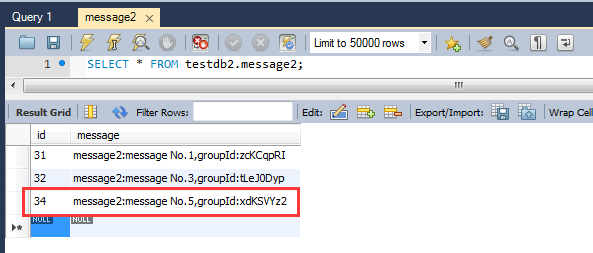 Query 1
message2
Limit to 50000 rows
1
SELECT * FROM testdb2.message2;
Result Grid
Filter Rows:
Edit:
Export/Import:
Wrap Cel
id message
31 message2:message No.1,groupId:zcKCqpRI
32 message2:message No.3,groupId:tLeJ0Dyp
34 message2:message No.5,groupId:xdKSVYz2
NULL NULL